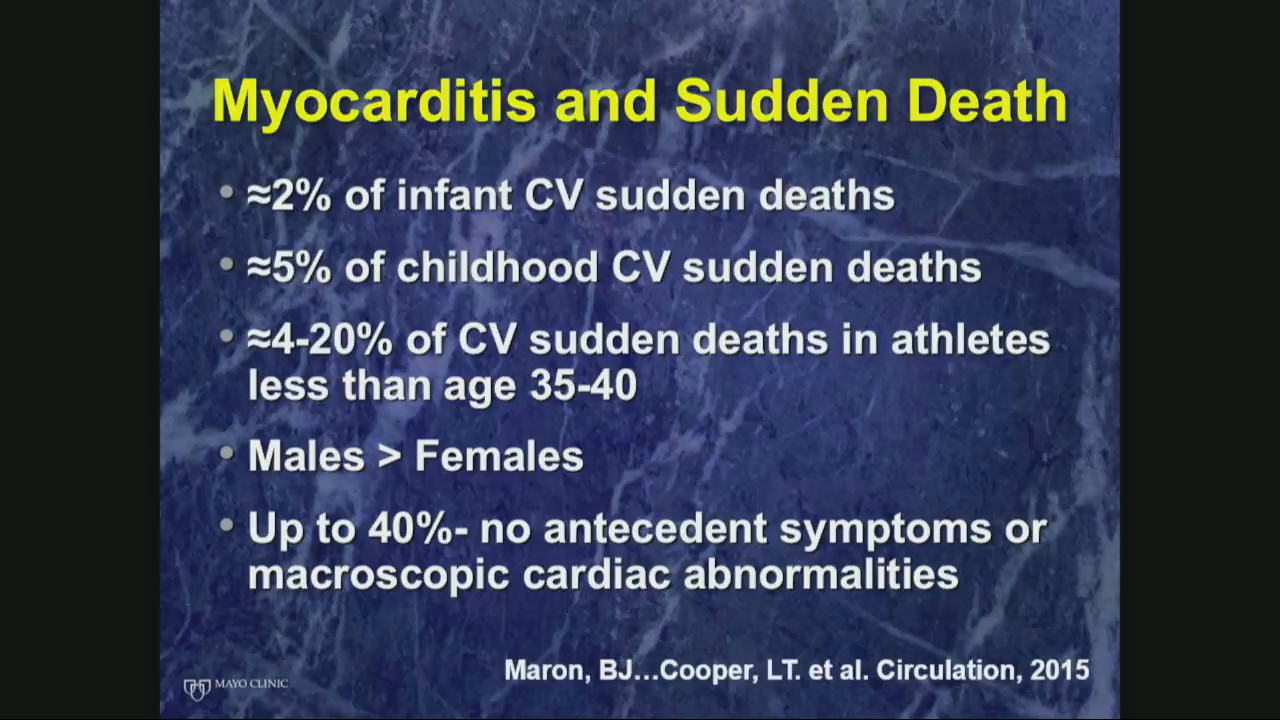 Myocarditis and Sudden Death
• ≈2% of infant CV sudden deaths
• ≈5% of childhood CV sudden deaths
• ≈4-20% of CV sudden deaths in athletes
less than age 35-40
• Males > Females
• Up to 40%- no antecedent symptoms or
macroscopic cardiac abnormalities
Maron, BJ...Cooper, LT. et al. Circulation, 2015
MAYO CLINIC